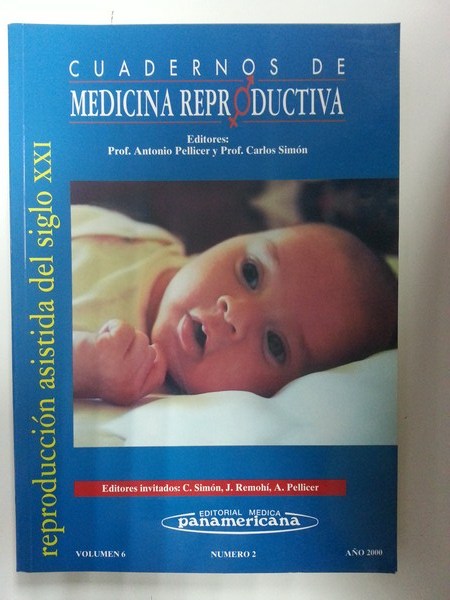 CUADERNOS DE
MEDICINA REPRODUCTIVA
Editores:
Prof. Antonio Pellicer y Prof. Carlos Simón
reproducción asistida del siglo XXI
Editores invitados: C. Simón, J. Remohí, A. Pellicer
EDITORIAL MEDICA
panamericana
VOLUMEN 6 NUMERO 2 AÑO 2000